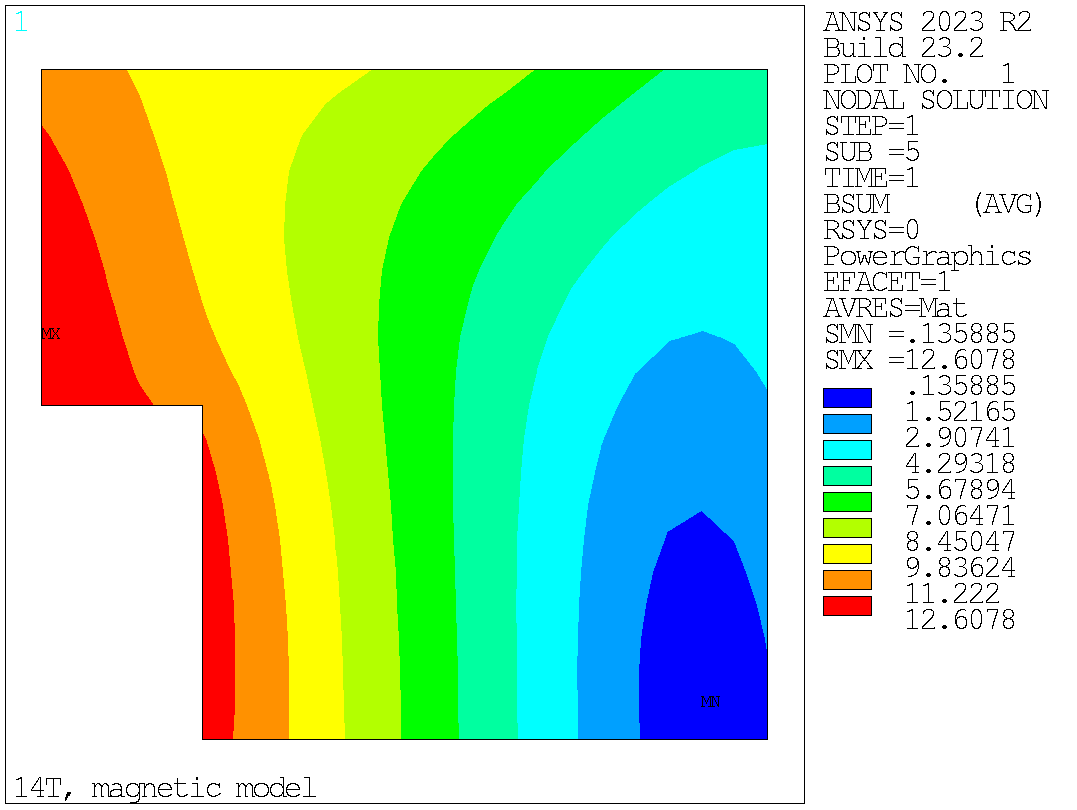 1
ANSYS 2023 R2
Build 23.2
PLOT NO. 1
NODAL SOLUTION
STEP=1
SUB =5
TIME=1
BSUM (AVG)
RSYS=0
PowerGraphics
EFACET=1
AVRES=Mat
SMN =.135885
SMX =12.6078
.135885
1.52165
2.90741
4.29318
5.67894
7.06471
8.45047
9.83624
11.222
12.6078
MX
MN
14T, magnetic model